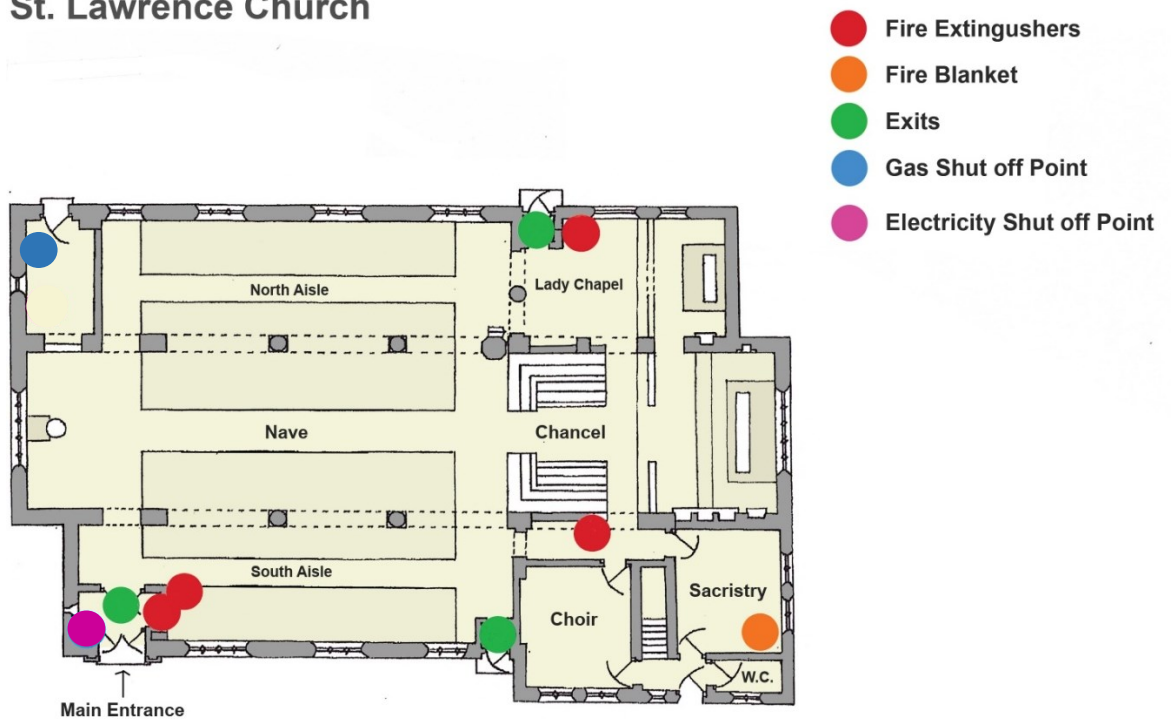 St. Lawrence Church
Fire Extingushers
Fire Blanket
Exits
Gas Shut off Point
Electricity Shut off Point
North Aisle
Lady Chapel
Nave
Chancel
South Aisle
Choir
Sacristry
W.C.
Main Entrance